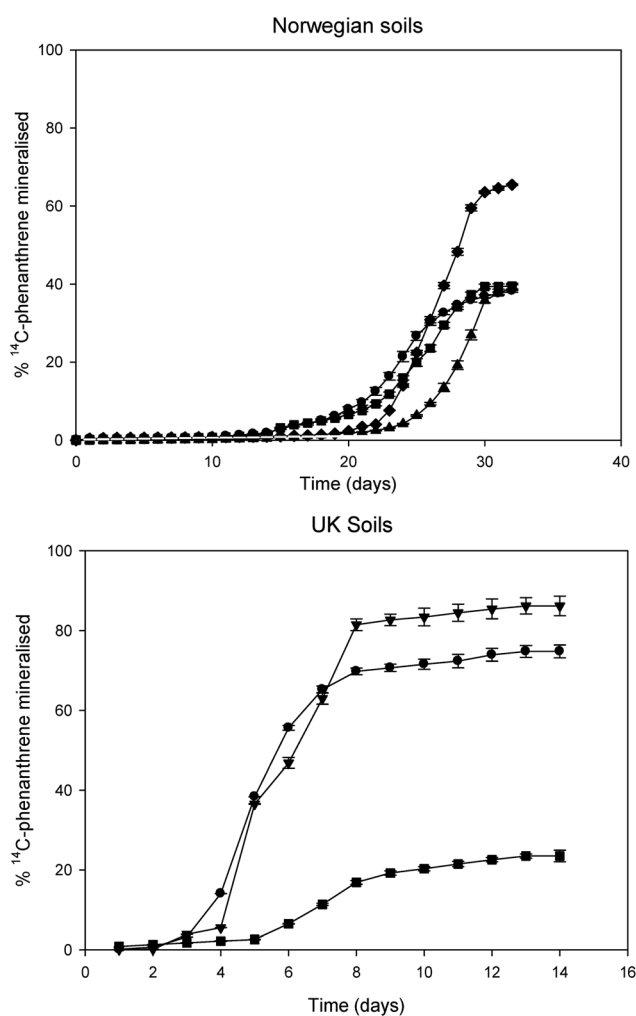 Norwegian soils
% ¹⁴C-phenanthrene mineralised
100
80
60
40
20
0
0 10 20 30 40
Time (days)
UK Soils
% ¹⁴C-phenanthrene mineralised
100
80
60
40
20
0
0 2 4 6 8 10 12 14 16
Time (days)